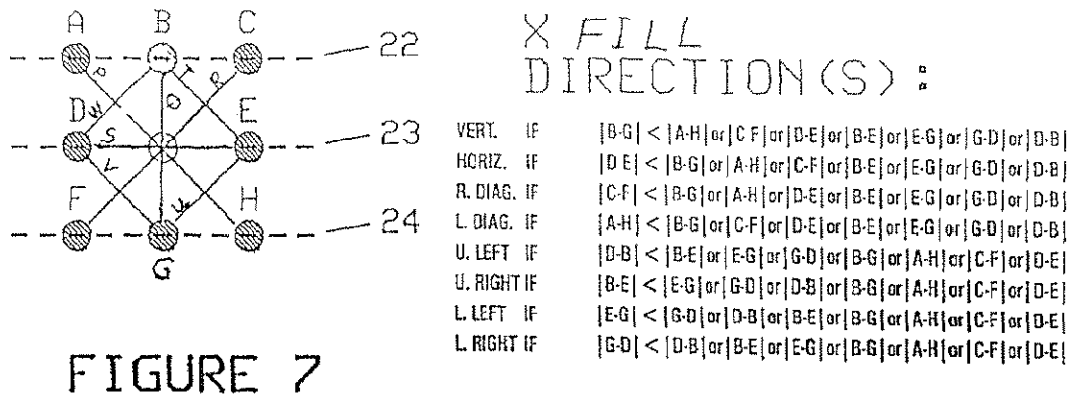 A B C
22
D E
23
F H
24
G
P T R
W O
S
L
U
FIGURE 7
X FILL
DIRECTION(S):
VERT. IF |B-G| < |A-H| or |C-F| or |D-E| or |B-E| or |E-G| or |G-D| or |D-B|
HORIZ. IF |D-E| < |B-G| or |A-H| or |C-F| or |B-E| or |E-G| or |G-D| or |D-B|
R. DIAG. IF |C-F| < |B-G| or |A-H| or |D-E| or |B-E| or |E-G| or |G-D| or |D-B|
L. DIAG. IF |A-H| < |B-G| or |C-F| or |D-E| or |B-E| or |E-G| or |G-D| or |D-B|
U. LEFT IF |D-B| < |B-E| or |E-G| or |G-D| or |B-G| or |A-H| or |C-F| or |D-E|
U. RIGHT IF |B-E| < |E-G| or |G-D| or |D-B| or |B-G| or |A-H| or |C-F| or |D-E|
L. LEFT IF |E-G| < |G-D| or |D-B| or |B-E| or |B-G| or |A-H| or |C-F| or |D-E|
L. RIGHT IF |G-D| < |D-B| or |B-E| or |E-G| or |B-G| or |A-H| or |C-F| or |D-E|